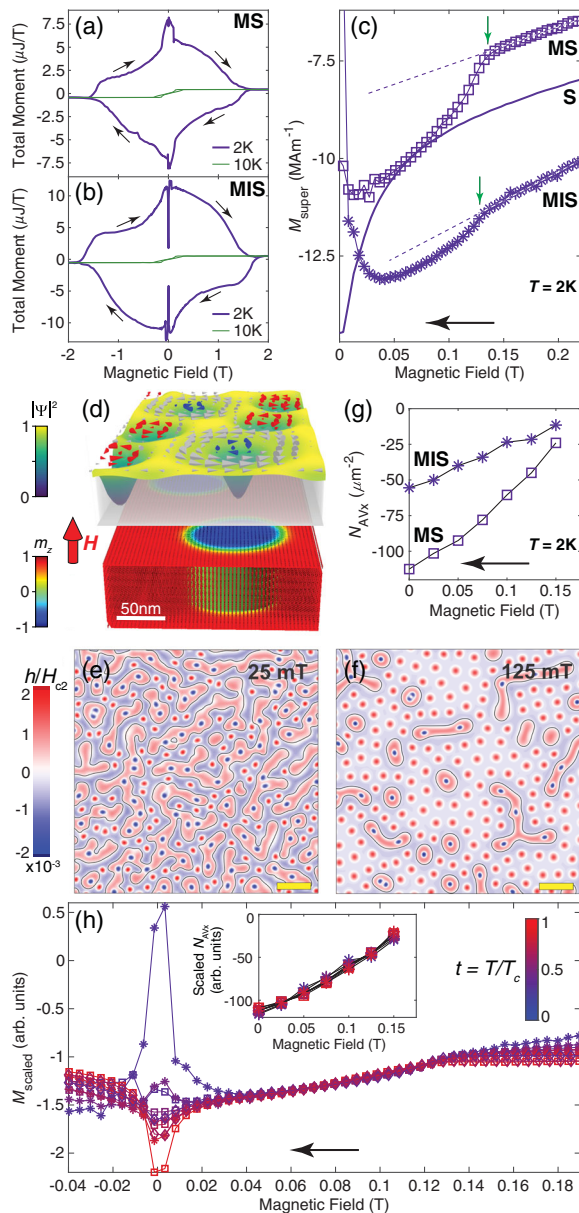 (a)
MS
Total Moment (μJ/T)
7.5
5
2.5
0
-2.5
-5
-7.5
2K
10K
(b)
MIS
Total Moment (μJ/T)
10
5
0
-5
-10
2K
10K
-2
-1
0
1
2
Magnetic Field (T)
(c)
MS
S
MIS
M_super (MAm⁻¹)
-7.5
-10
-12.5
T = 2K
0
0.05
0.1
0.15
0.2
Magnetic Field (T)
|Ψ|²
1
0
m_z
1
-1
(d)
H
50nm
(g)
N_AVx (μm⁻²)
0
-25
-50
-75
-100
MIS
MS
T = 2K
0
0.05
0.1
0.15
Magnetic Field (T)
h/H_c2
2
1
0
-1
-2
x10⁻³
(e)
25 mT
(f)
125 mT
(h)
M_scaled (arb. units)
0.5
0
-0.5
-1
-1.5
-2
Scaled N_AVx
(arb. units)
0
-50
-100
0
0.05
0.1
0.15
Magnetic Field (T)
t = T/T_c
1
0
-0.04
-0.02
0
0.02
0.04
0.06
0.08
0.10
0.12
0.14
0.16
0.18
Magnetic Field (T)